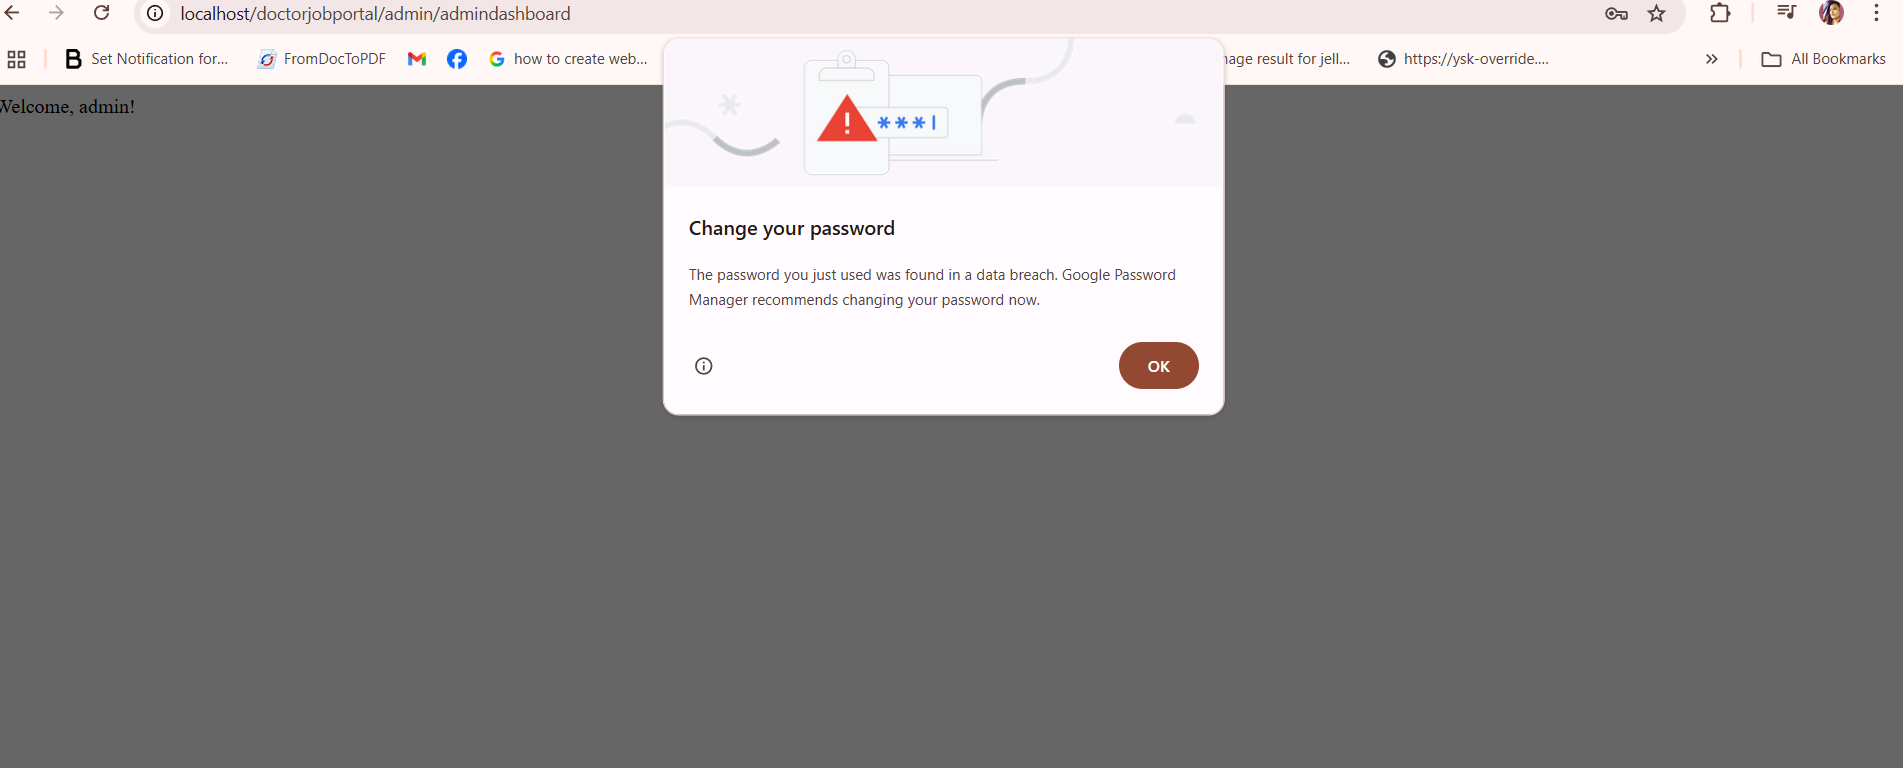 localhost/doctorjobportal/admin/admindashboard
Set Notification for... FromDocToPDF how to create web... nage result for jell... https://ysk-override.... » All Bookmarks
Welcome, admin!
***|
Change your password
The password you just used was found in a data breach. Google Password
Manager recommends changing your password now.
OK